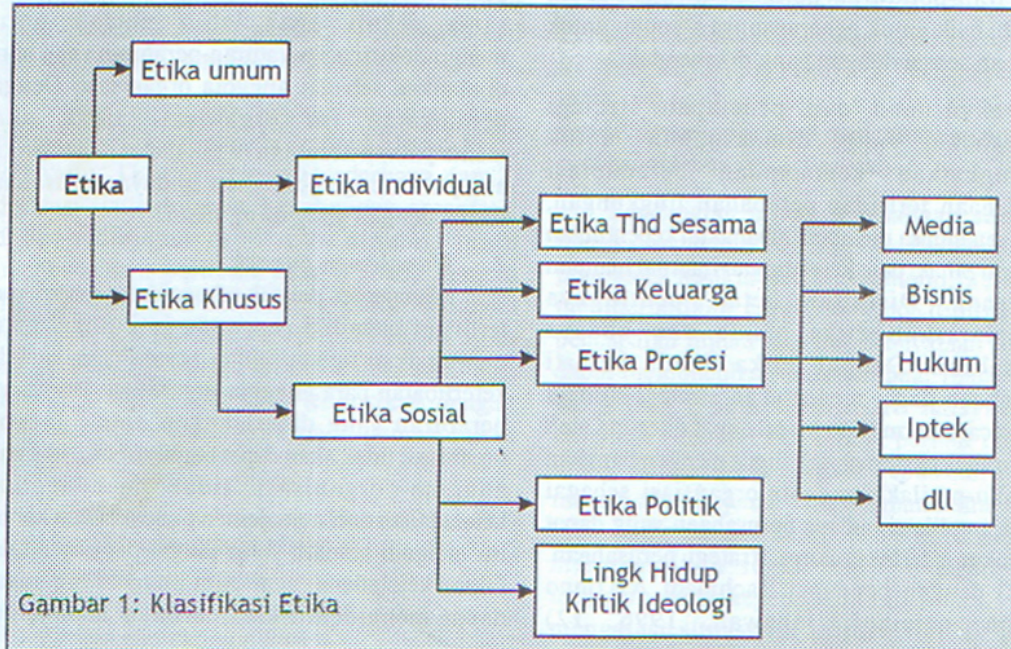 Etika umum
Etika
Etika Khusus
Etika Individual
Etika Sosial
Etika Thd Sesama
Etika Keluarga
Etika Profesi
Etika Politik
Lingk Hidup
Kritik Ideologi
Media
Bisnis
Hukum
Iptek
dll
Gambar 1: Klasifikasi Etika